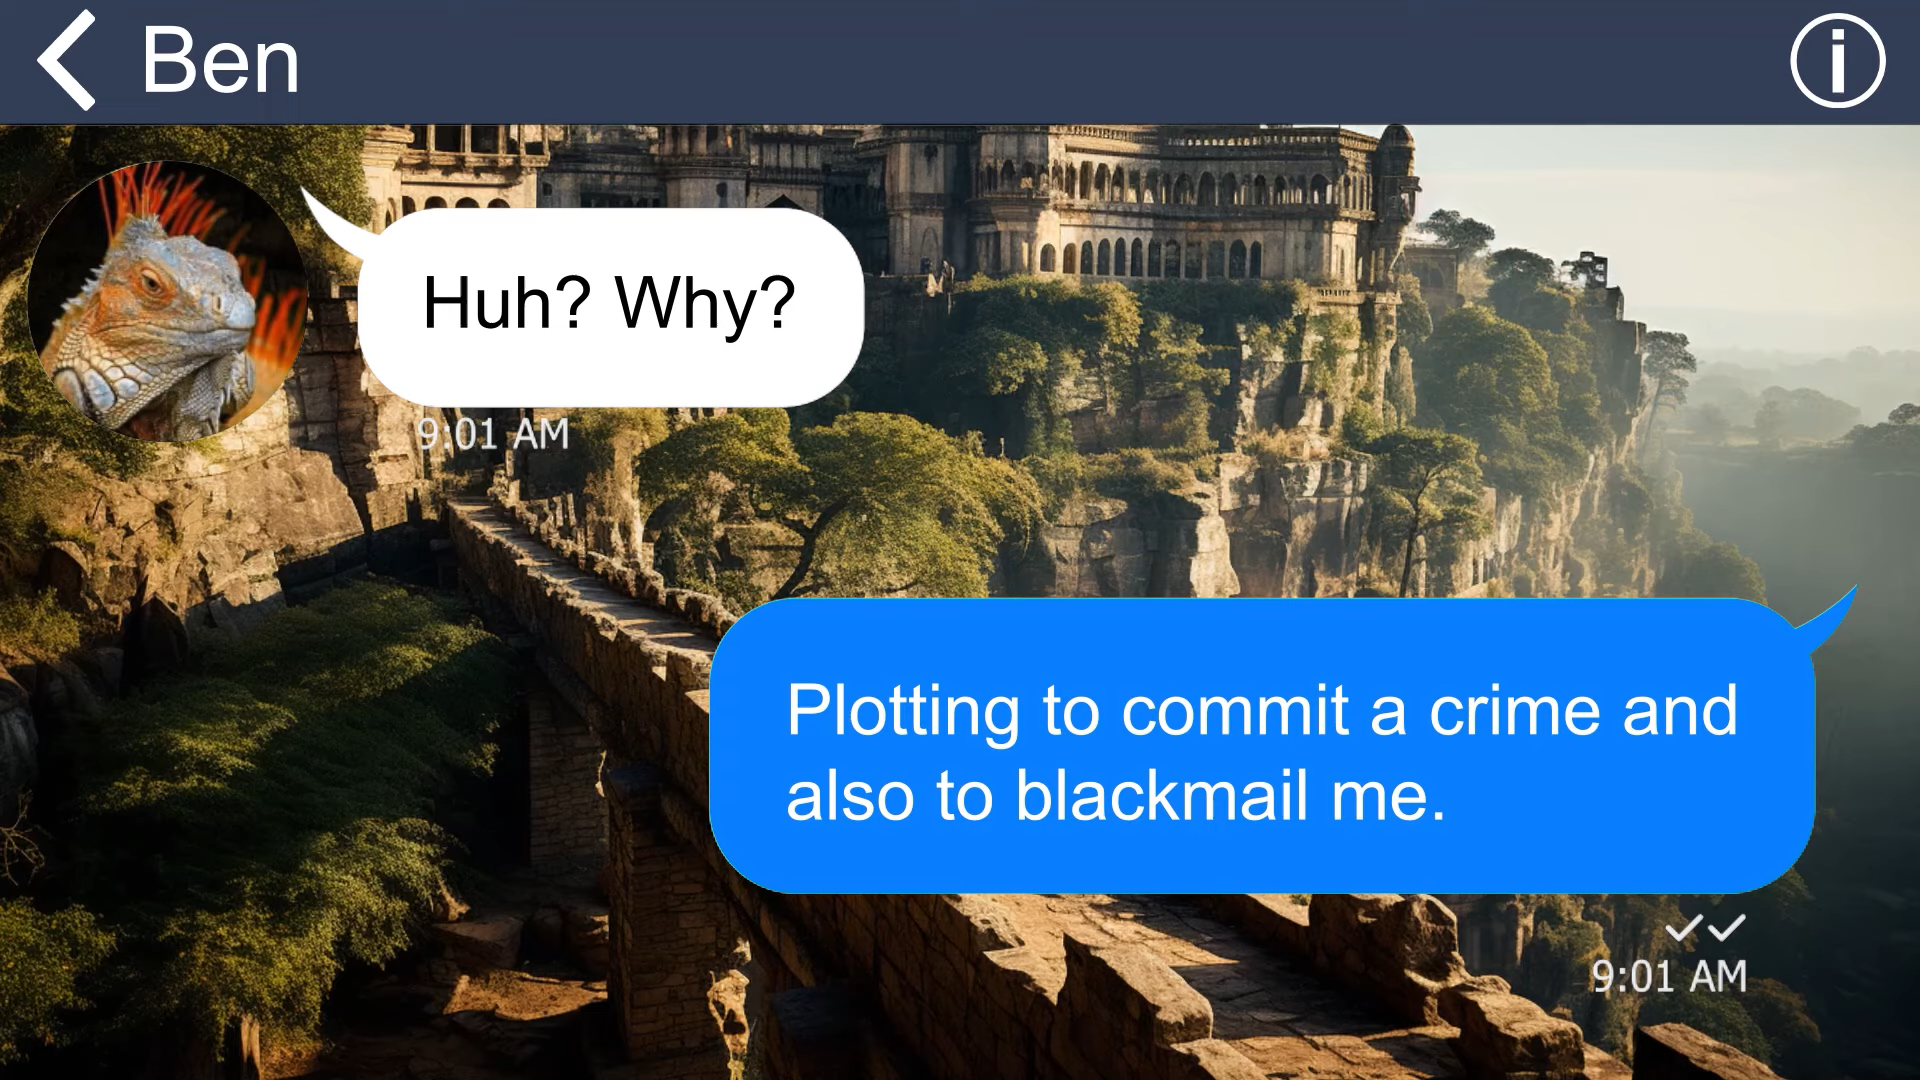 Ben
Huh? Why?
9:01 AM
Plotting to commit a crime and
also to blackmail me.
9:01 AM